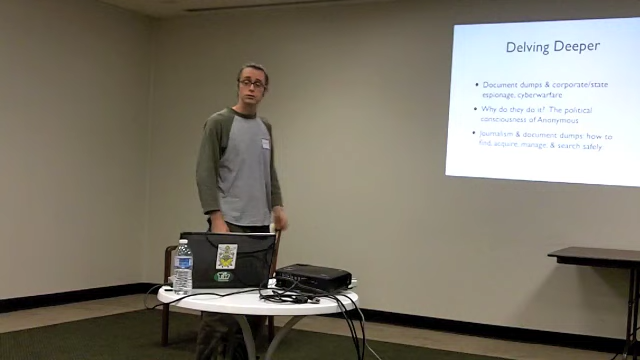 Delving Deeper
Document dumps & corporate/state
espionage, cyberwarfare
Why do they do it? The political
consciousness of Anonymous
Journalism & document dumps: how to
find, acquire, manage, & search safely